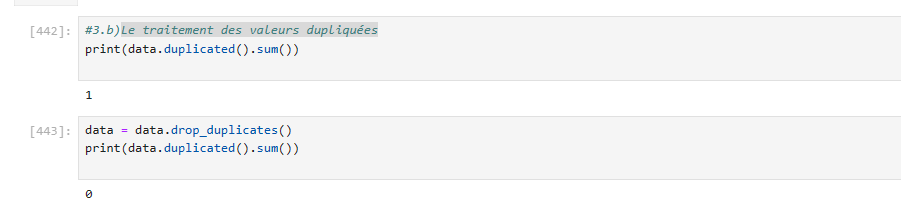 [442]: #3.b)Le traitement des valeurs dupliquées
print(data.duplicated().sum())
1
[443]: data = data.drop_duplicates()
print(data.duplicated().sum())
0